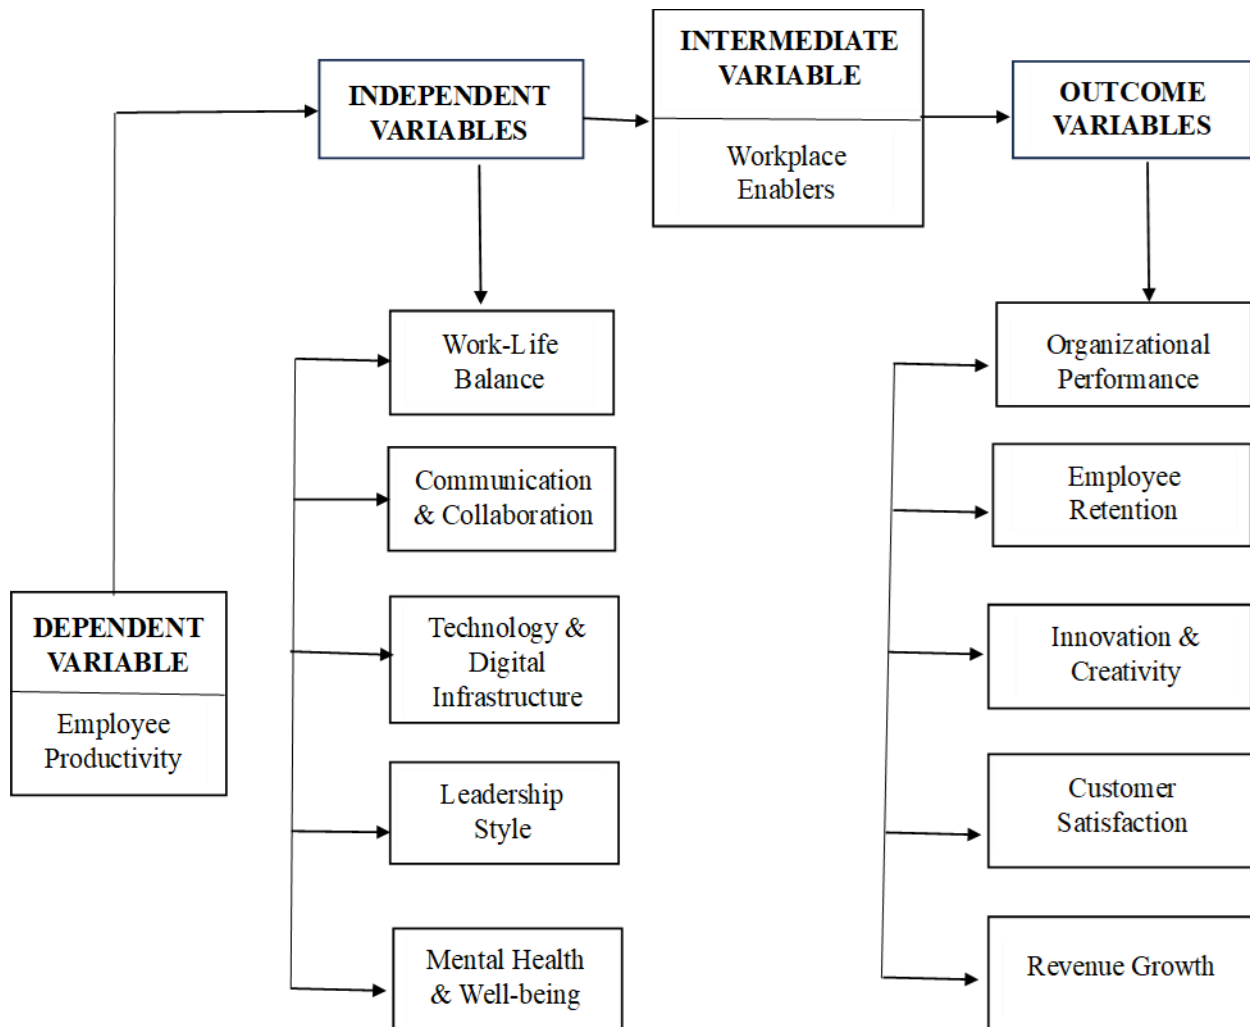 INTERMEDIATE
VARIABLE
Workplace
Enablers
INDEPENDENT
VARIABLES
OUTCOME
VARIABLES
Work-Life
Balance
Communication
& Collaboration
Technology &
Digital
Infrastructure
Leadership
Style
Mental Health
& Well-being
DEPENDENT
VARIABLE
Employee
Productivity
Organizational
Performance
Employee
Retention
Innovation &
Creativity
Customer
Satisfaction
Revenue Growth